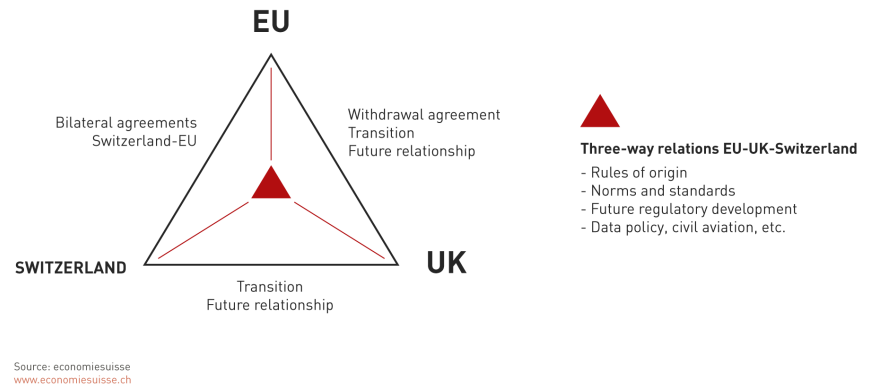 EU
Bilateral agreements
Switzerland-EU
Withdrawal agreement
Transition
Future relationship
SWITZERLAND
UK
Transition
Future relationship
Three-way relations EU-UK-Switzerland
- Rules of origin
- Norms and standards
- Future regulatory development
- Data policy, civil aviation, etc.
Source: economiesuisse
www.economiesuisse.ch